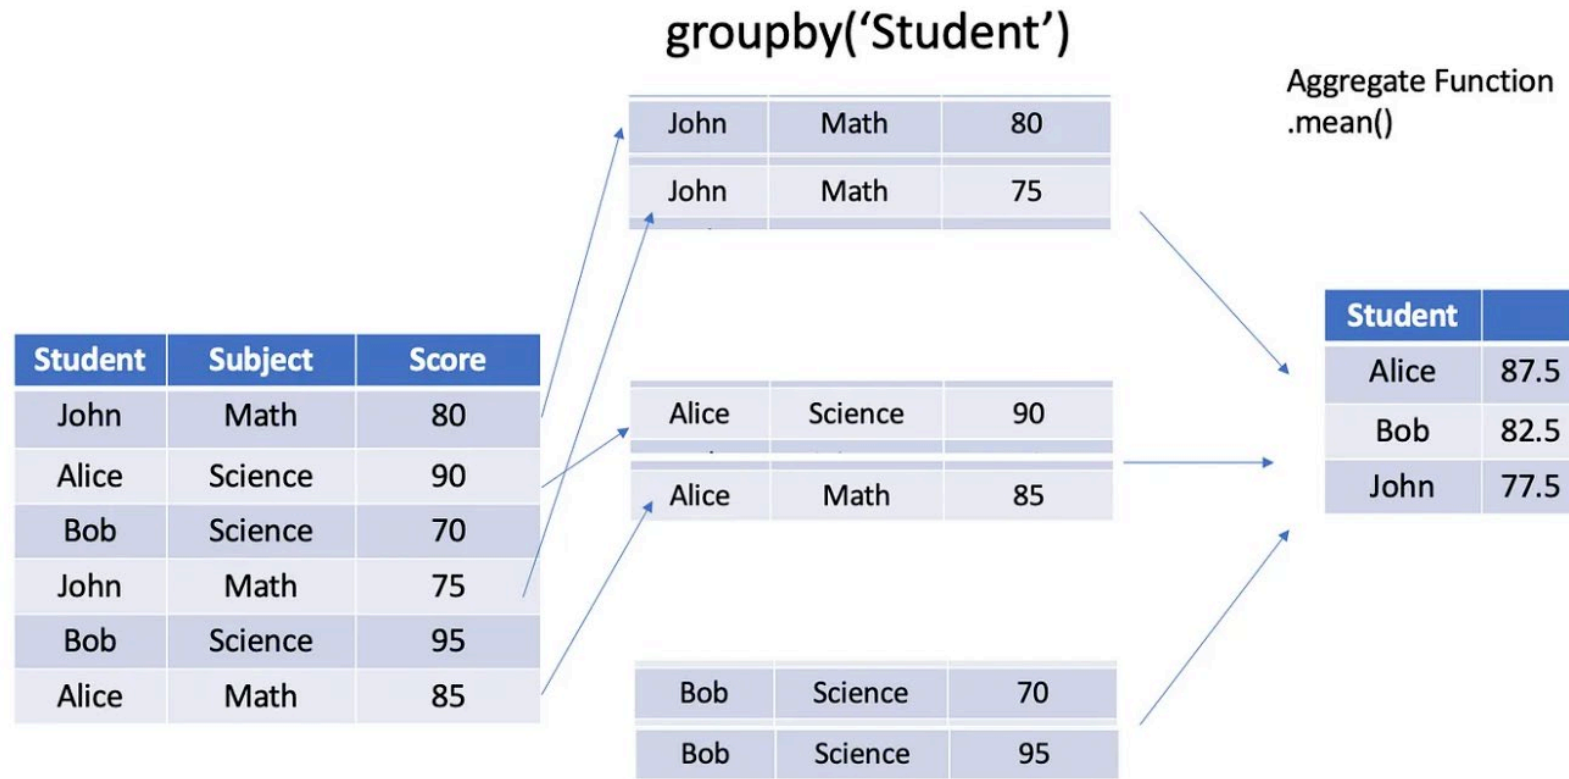 groupby(‘Student’)
Aggregate Function
.mean()
John Math 80
John Math 75
Student Subject Score
John Math 80
Alice Science 90
Bob Science 70
John Math 75
Bob Science 95
Alice Math 85
Alice Science 90
Alice Math 85
Bob Science 70
Bob Science 95
Student
Alice 87.5
Bob 82.5
John 77.5